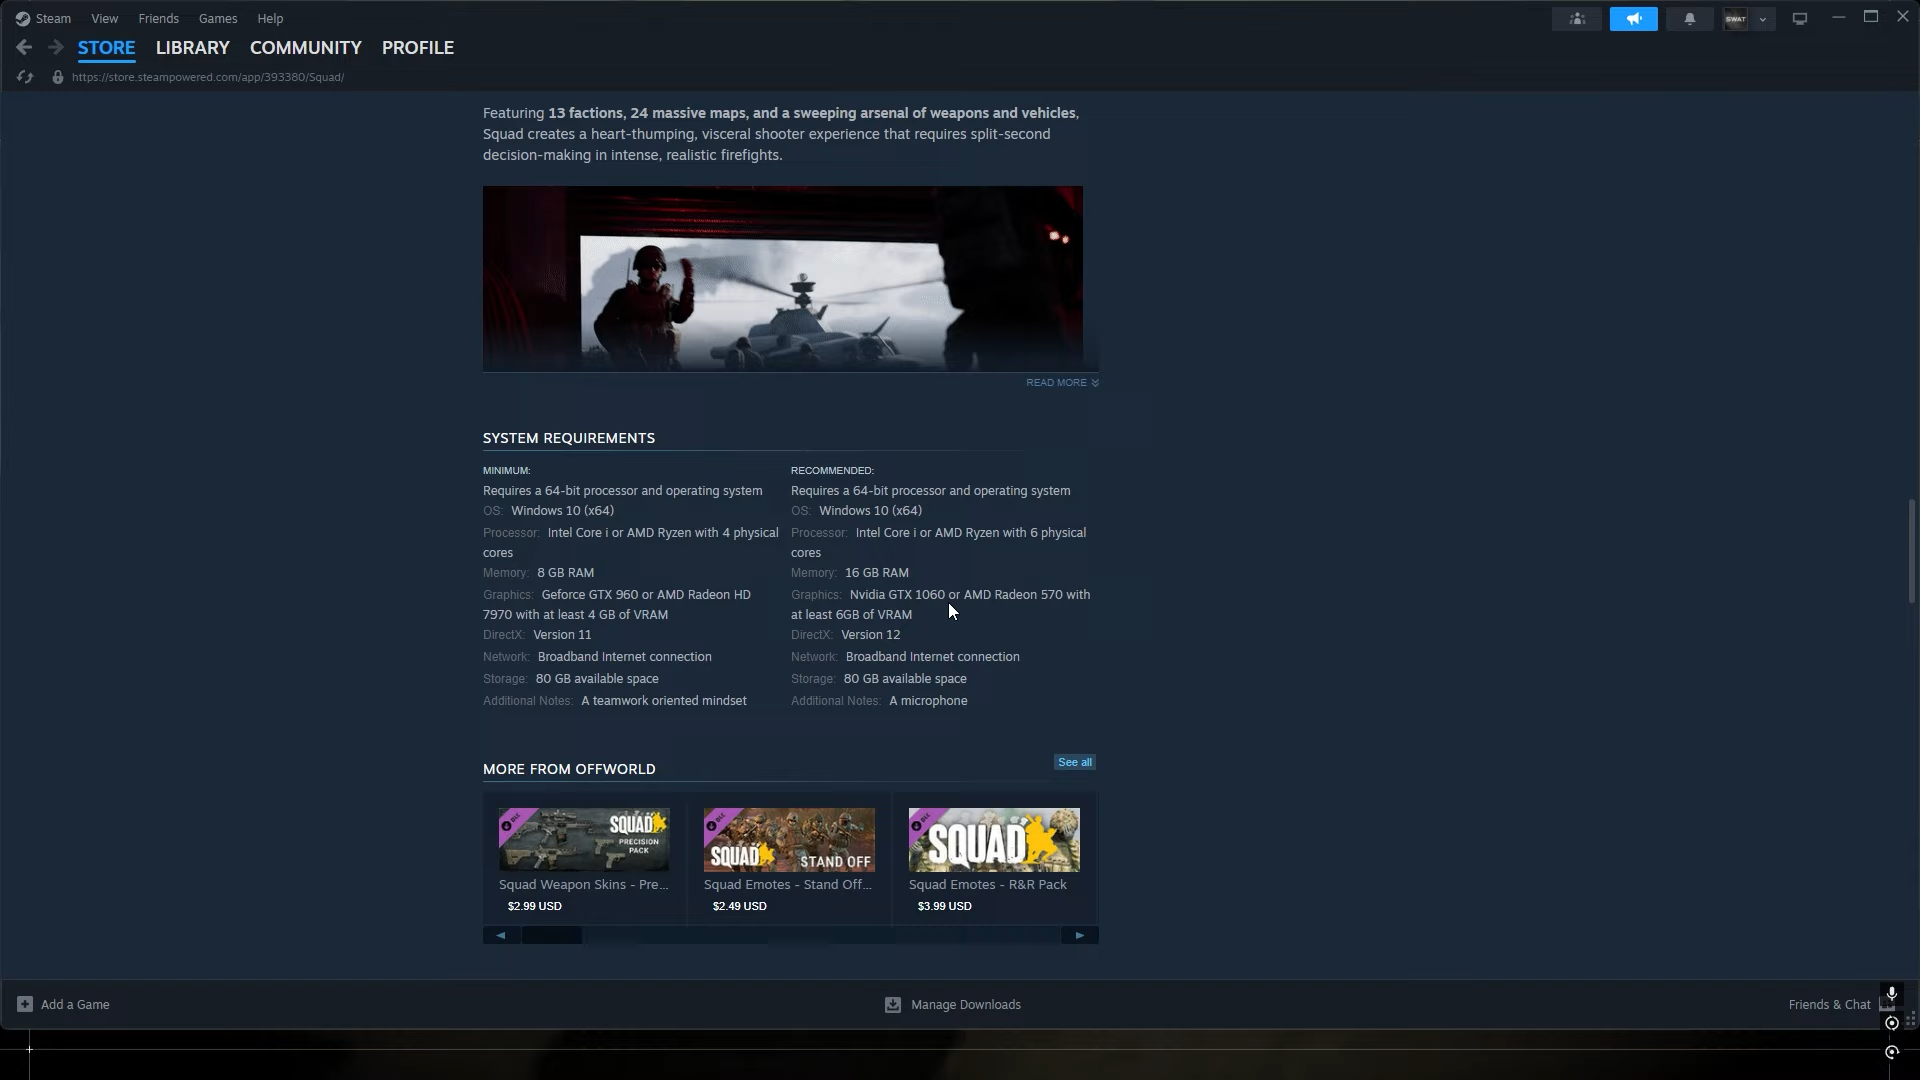 Steam View Friends Games Help
SWAT
STORE LIBRARY COMMUNITY PROFILE
https://store.steampowered.com/app/393380/Squad/
Featuring 13 factions, 24 massive maps, and a sweeping arsenal of weapons and vehicles,
Squad creates a heart-thumping, visceral shooter experience that requires split-second
decision-making in intense, realistic firefights.
READ MORE
SYSTEM REQUIREMENTS
MINIMUM:
Requires a 64-bit processor and operating system
OS: Windows 10 (x64)
Processor: Intel Core i or AMD Ryzen with 4 physical
cores
Memory: 8 GB RAM
Graphics: Geforce GTX 960 or AMD Radeon HD
7970 with at least 4 GB of VRAM
DirectX: Version 11
Network: Broadband Internet connection
Storage: 80 GB available space
Additional Notes: A teamwork oriented mindset
RECOMMENDED:
Requires a 64-bit processor and operating system
OS: Windows 10 (x64)
Processor: Intel Core i or AMD Ryzen with 6 physical
cores
Memory: 16 GB RAM
Graphics: Nvidia GTX 1060 or AMD Radeon 570 with
at least 6GB of VRAM
DirectX: Version 12
Network: Broadband Internet connection
Storage: 80 GB available space
Additional Notes: A microphone
MORE FROM OFFWORLD
See all
DLC
SQUAD
PRECISION
PACK
Squad Weapon Skins - Pre...
$2.99 USD
DLC
SQUAD STAND OFF
Squad Emotes - Stand Off...
$2.49 USD
DLC
SQUAD
Squad Emotes - R&R Pack
$3.99 USD
Add a Game
Manage Downloads
Friends & Chat